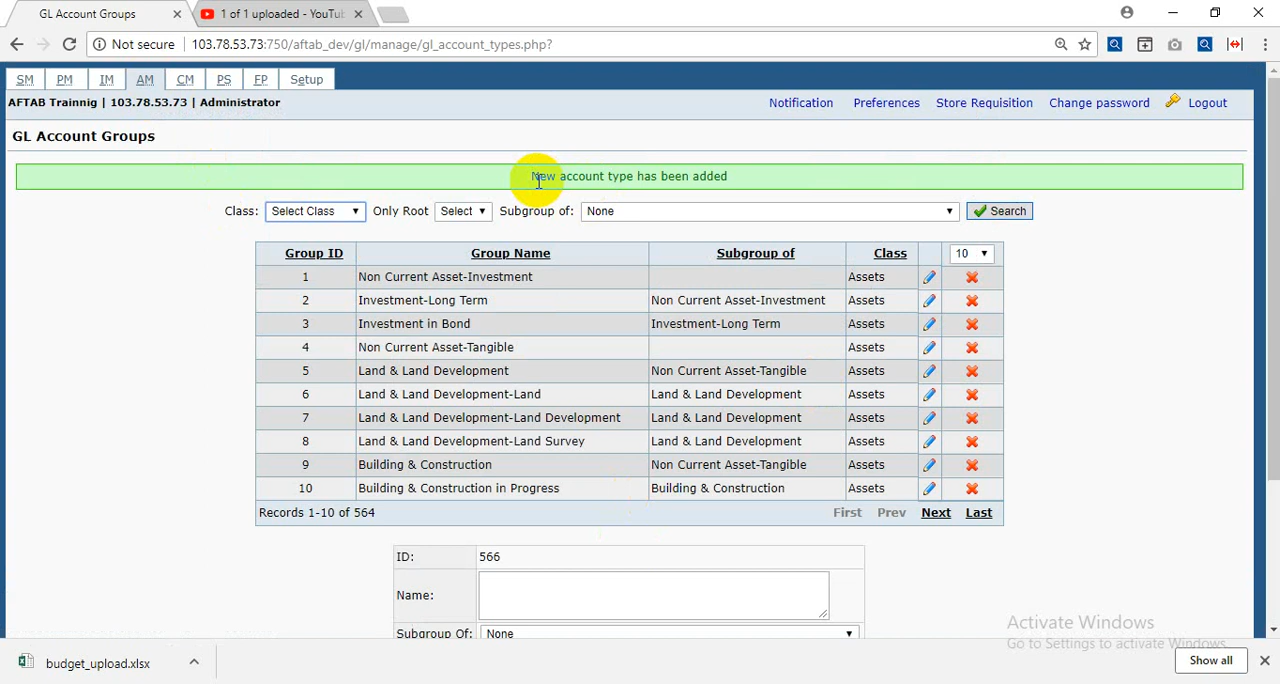 GL Account Groups
1 of 1 uploaded - YouTu
Not secure 103.78.53.73:750/aftab_dev/gl/manage/gl_account_types.php?
SM PM IM AM CM PS FP Setup
AFTAB Trainnig | 103.78.53.73 | Administrator
Notification Preferences Store Requisition Change password Logout
GL Account Groups
New account type has been added
Class: Select Class Only Root Select Subgroup of: None Search
Group ID Group Name Subgroup of Class 10
1 Non Current Asset-Investment Assets
2 Investment-Long Term Non Current Asset-Investment Assets
3 Investment in Bond Investment-Long Term Assets
4 Non Current Asset-Tangible Assets
5 Land & Land Development Non Current Asset-Tangible Assets
6 Land & Land Development-Land Land & Land Development Assets
7 Land & Land Development-Land Development Land & Land Development Assets
8 Land & Land Development-Land Survey Land & Land Development Assets
9 Building & Construction Non Current Asset-Tangible Assets
10 Building & Construction in Progress Building & Construction Assets
Records 1-10 of 564 First Prev Next Last
ID: 566
Name:
Subgroup Of: None
Activate Windows
Go to Settings to activate Windows.
budget_upload.xlsx
Show all